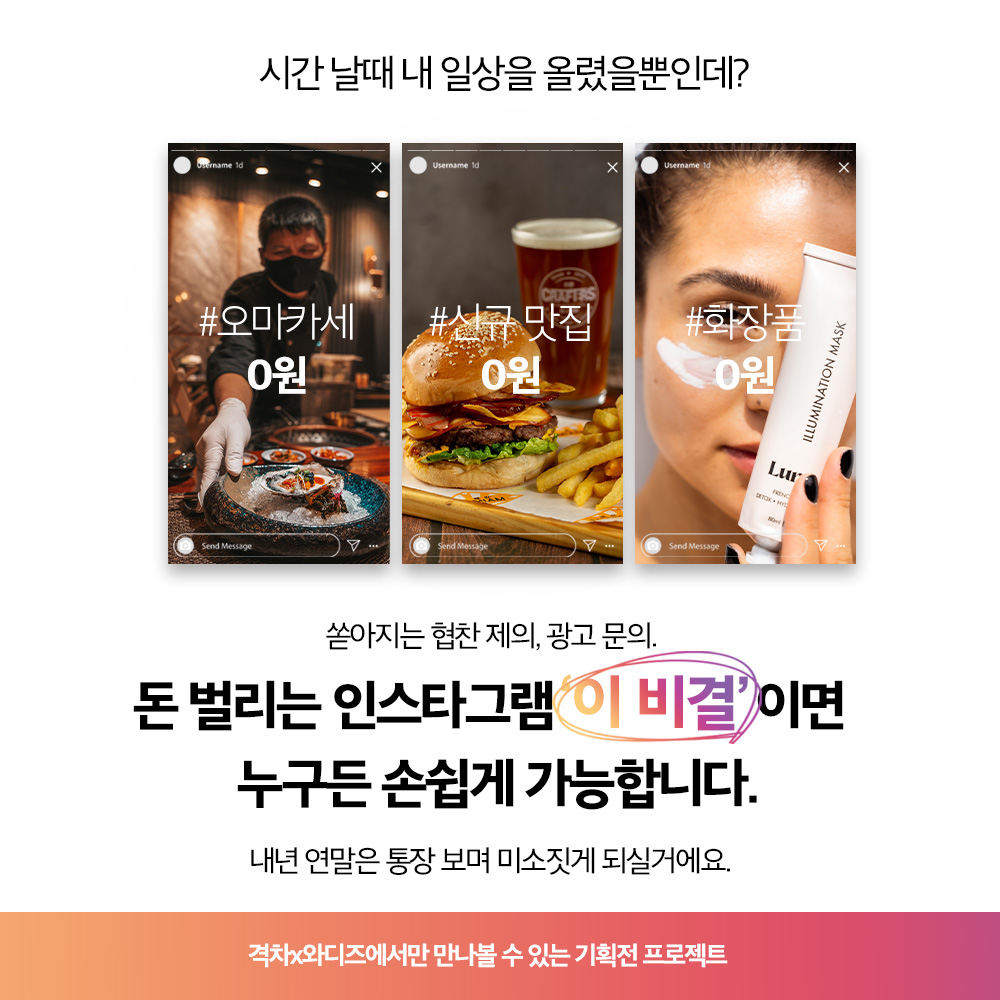 시간 날때 내 일상을 올렸을뿐인데?
Username 1d
#오마카세
0원
Send Message
Username 1d
CRAFTERS
#신규 맛집
0원
Send Message
Username 1d
ILLUMINATION MASK
#화장품
0원
Send Message
쏟아지는 협찬 제의, 광고 문의.
돈 벌리는 인스타그램 ‘이 비결’이면
누구든 손쉽게 가능합니다.
내년 연말은 통장 보며 미소짓게 되실거에요.
격차x와디즈에서만 만나볼 수 있는 기획전 프로젝트